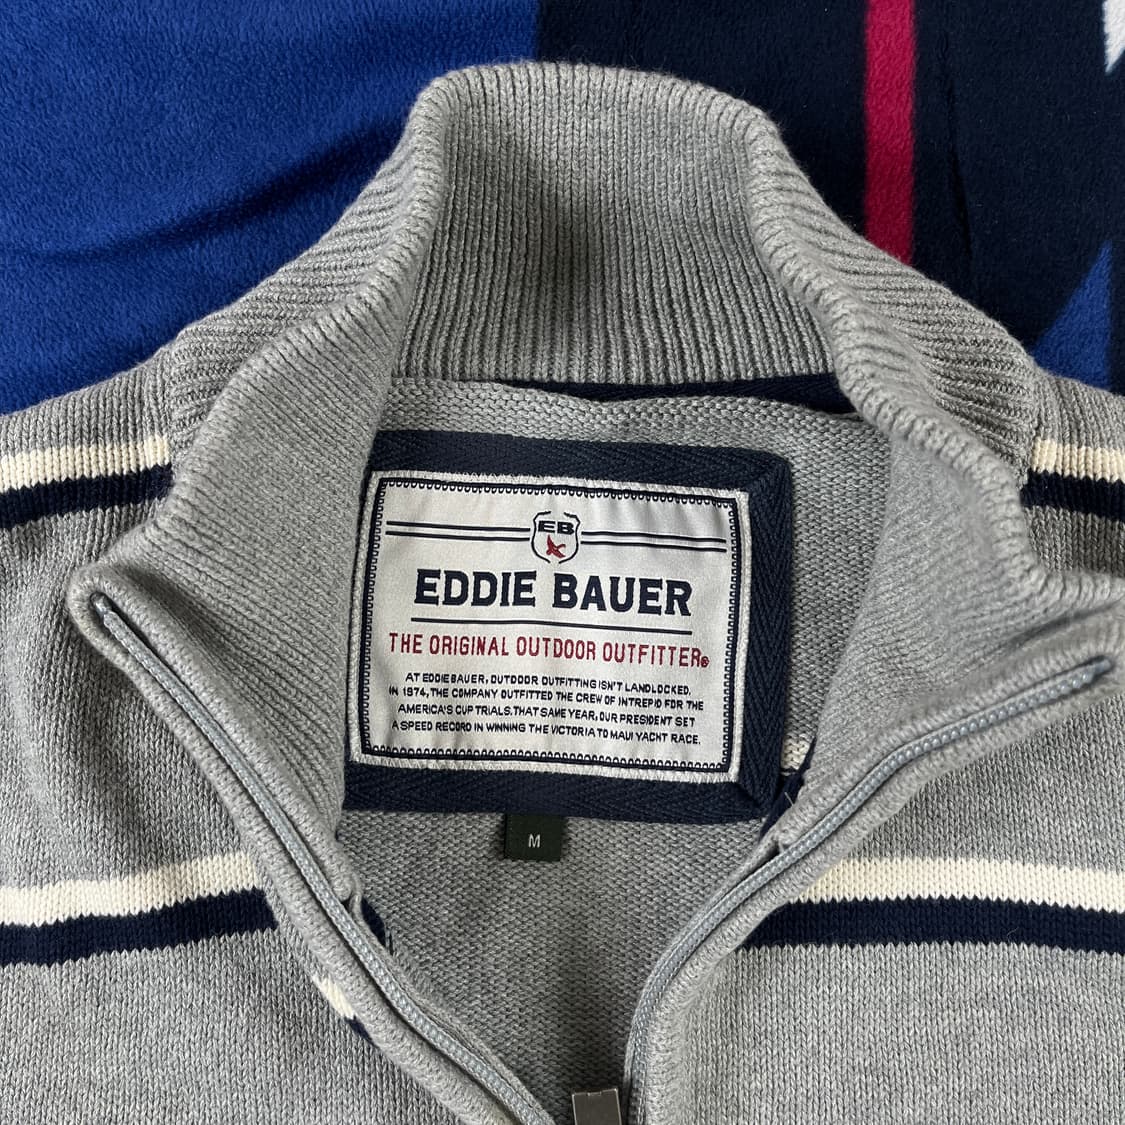 EB
EDDIE BAUER
THE ORIGINAL OUTDOOR OUTFITTER®
AT EDDIE BAUER, OUTDOOR OUTFITTING ISN'T LANDLOCKED.
IN 1974, THE COMPANY OUTFITTED THE CREW OF INTREPID FOR THE
AMERICA'S CUP TRIALS. THAT SAME YEAR, OUR PRESIDENT SET
A SPEED RECORD IN WINNING THE VICTORIA TO MAUI YACHT RACE.
M